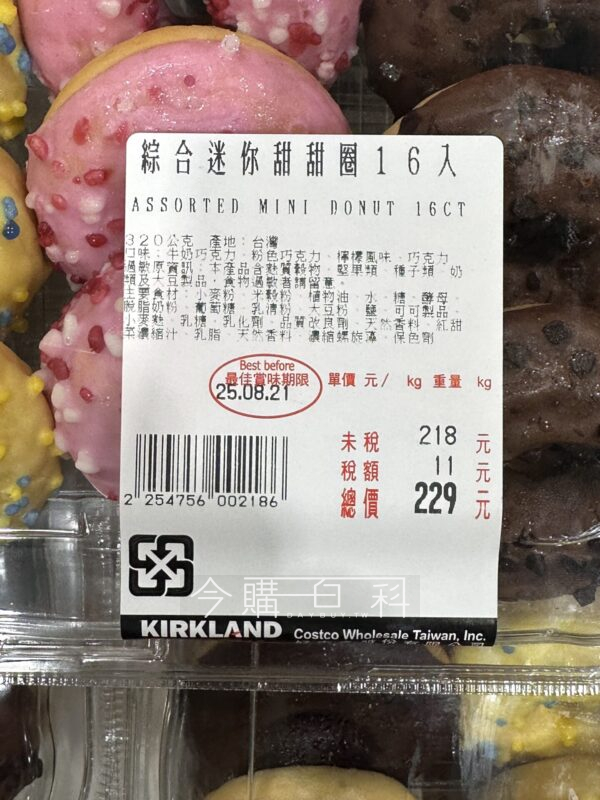 綜合迷你甜甜圈16入
ASSORTED MINI DONUT 16CT
320公克 產地：台灣
口味：牛奶巧克力、粉色巧克力、檸檬風味、巧克力
過敏原資訊：本產品含麩質穀物、堅果類、種子類、奶
類及大豆製品，食物過敏者請留意。
主要食材：小麥粉、米穀粉、植物油、水、糖、酵母、
脫脂奶粉、葡萄糖、乳清粉、大豆粉、鹽、可可製品、
小麥麩、乳糖、乳化劑、品質改良劑、天然香料、紅甜
菜濃縮汁、乳脂、天然香料、濃縮螺旋藻、保色劑
Best before
最佳賞味期限 單價 元/ kg 重量 kg
25.08.21
未稅 218 元
稅額 11 元
總價 229 元
2 254756 002186
今購百科
KIRKLAND Costco Wholesale Taiwan, Inc.